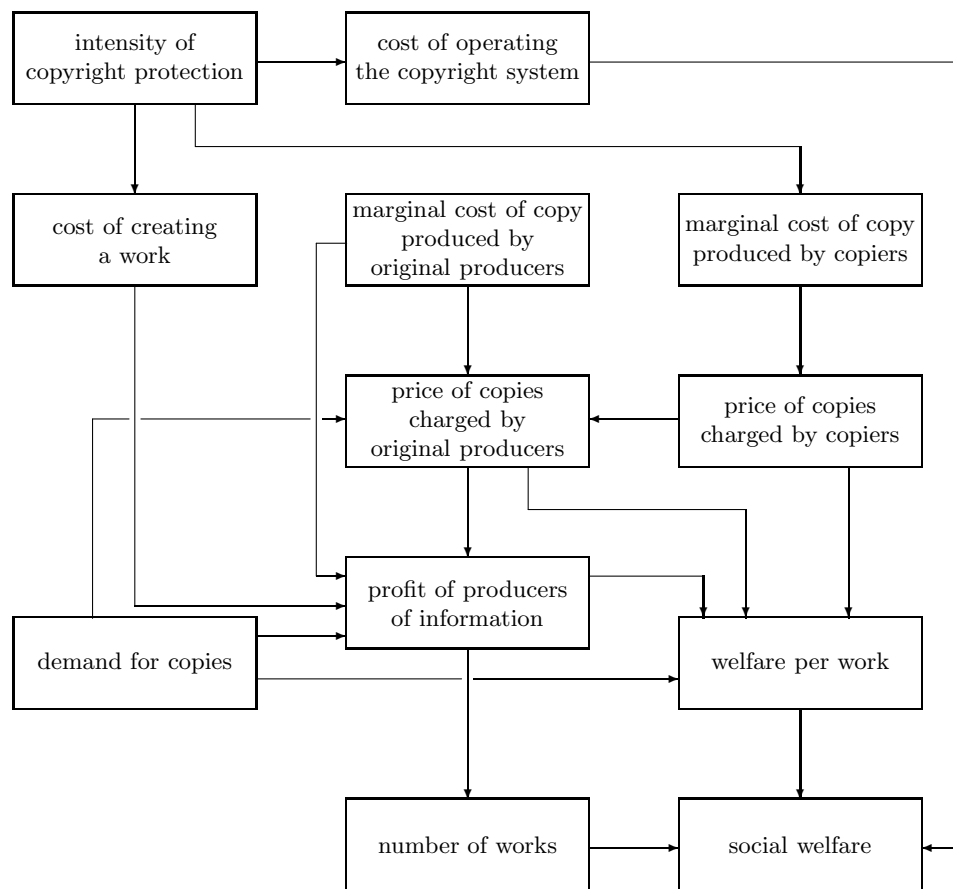 intensity of
copyright protection
cost of operating
the copyright system
cost of creating
a work
marginal cost of copy
produced by
original producers
marginal cost of copy
produced by copiers
price of copies
charged by
original producers
price of copies
charged by copiers
profit of producers
of information
demand for copies
welfare per work
number of works
social welfare